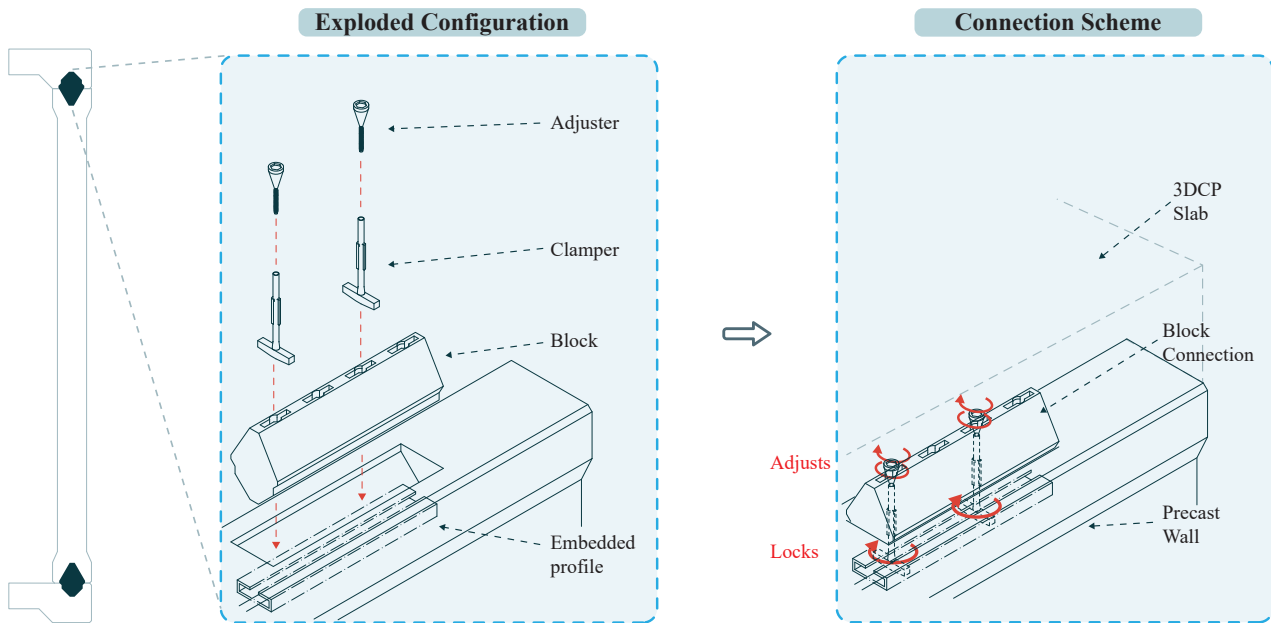 Exploded Configuration
Adjuster
Clamper
Block
Embedded
profile
Connection Scheme
3DCP
Slab
Block
Connection
Adjusts
Locks
Precast
Wall